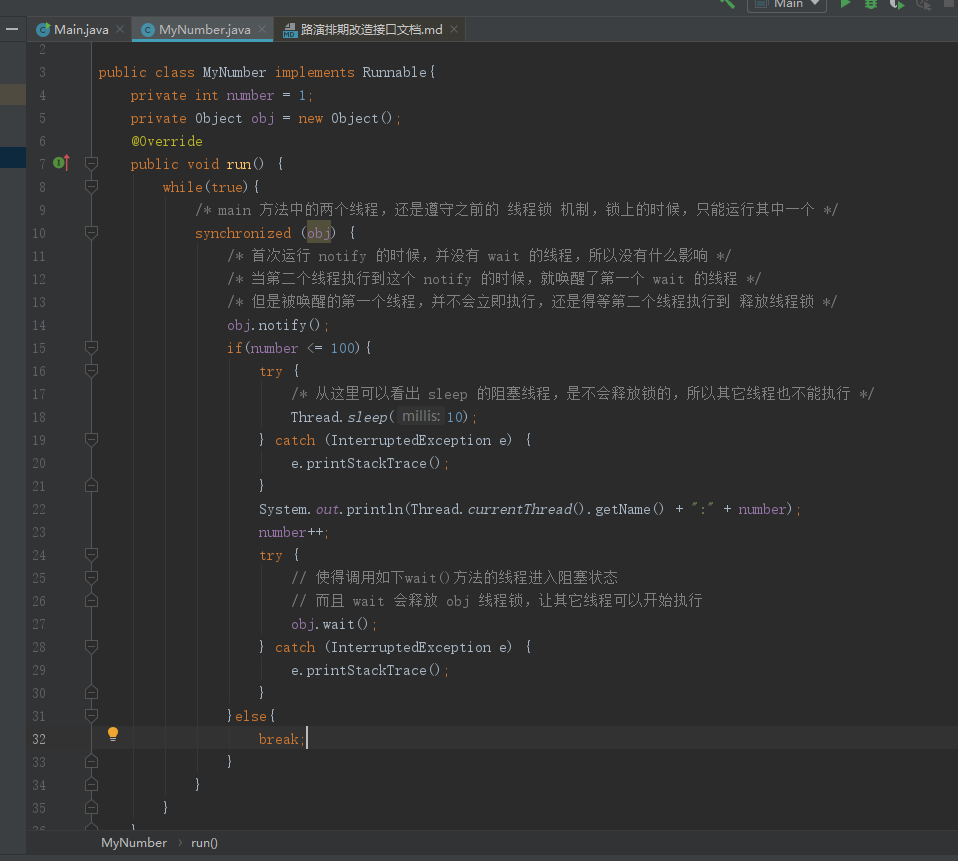 Main
Main.java
MyNumber.java
路演排期改造接口文档.md
2
3 public class MyNumber implements Runnable{
4 private int number = 1;
5 private Object obj = new Object();
6 @Override
7 public void run() {
8 while(true){
9 /* main 方法中的两个线程，还是遵守之前的 线程锁 机制，锁上的时候，只能运行其中一个 */
10 synchronized (obj) {
11 /* 首次运行 notify 的时候，并没有 wait 的线程，所以没有什么影响 */
12 /* 当第二个线程执行到这个 notify 的时候，就唤醒了第一个 wait 的线程 */
13 /* 但是被唤醒的第一个线程，并不会立即执行，还是得等第二个线程执行到 释放线程锁 */
14 obj.notify();
15 if(number <= 100){
16 try {
17 /* 从这里可以看出 sleep 的阻塞线程，是不会释放锁的，所以其它线程也不能执行 */
18 Thread.sleep( millis: 10);
19 } catch (InterruptedException e) {
20 e.printStackTrace();
21 }
22 System.out.println(Thread.currentThread().getName() + ":" + number);
23 number++;
24 try {
25 // 使得调用如下wait()方法的线程进入阻塞状态
26 // 而且 wait 会释放 obj 线程锁，让其它线程可以开始执行
27 obj.wait();
28 } catch (InterruptedException e) {
29 e.printStackTrace();
30 }
31 }else{
32 break;
33 }
34 }
35 }
36 }
MyNumber › run()